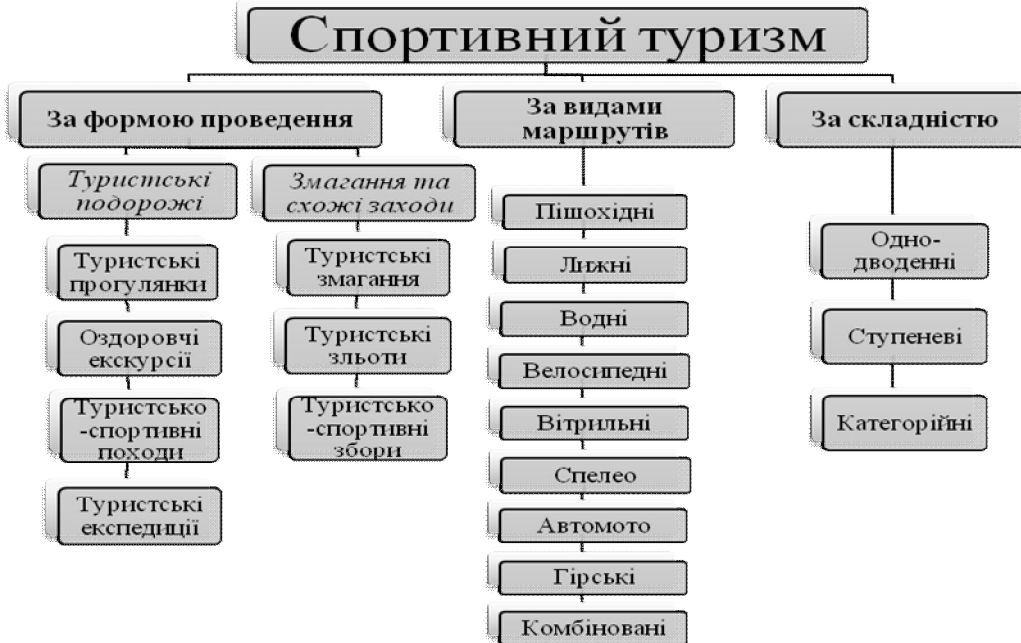 Спортивний туризм
За формою проведення
Туристські
подорожі
Туристські
прогулянки
Оздоровчі
екскурсії
Туристсько
-спортивні
походи
Туристські
експедиції
Змагання та
схожі заходи
Туристські
змагання
Туристські
зльоти
Туристсько
-спортивні
збори
За видами
маршрутів
Пішохідні
Лижні
Водні
Велосипедні
Вітрильні
Спелео
Автомото
Гірські
Комбіновані
За складністю
Одно-
дводенні
Ступеневі
Категорійні